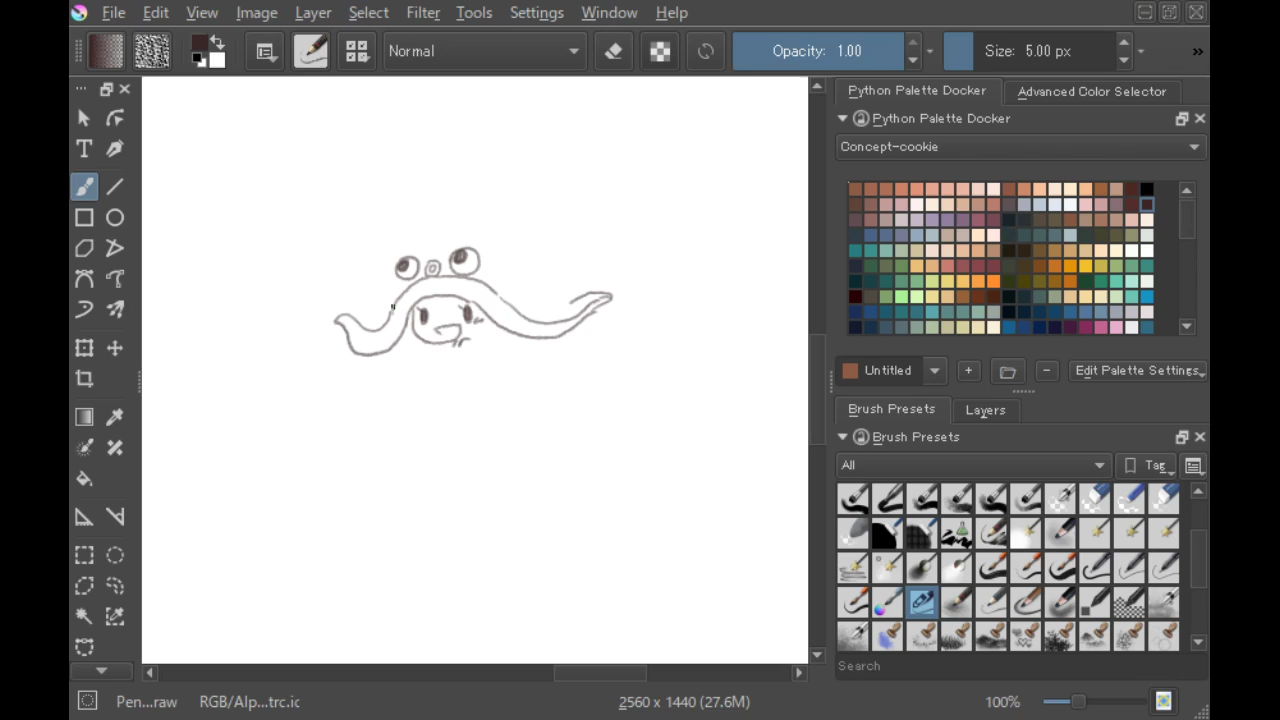 File Edit View Image Layer Select Filter Tools Settings Window Help
Normal Opacity: 1.00 Size: 5.00 px »
Python Palette Docker Advanced Color Selector
Python Palette Docker
Concept-cookie
Untitled + − Edit Palette Settings
Brush Presets Layers
Brush Presets
All Tag
Search
Pen...raw RGB/Alp...trc.ic 2560 x 1440 (27.6M) 100%